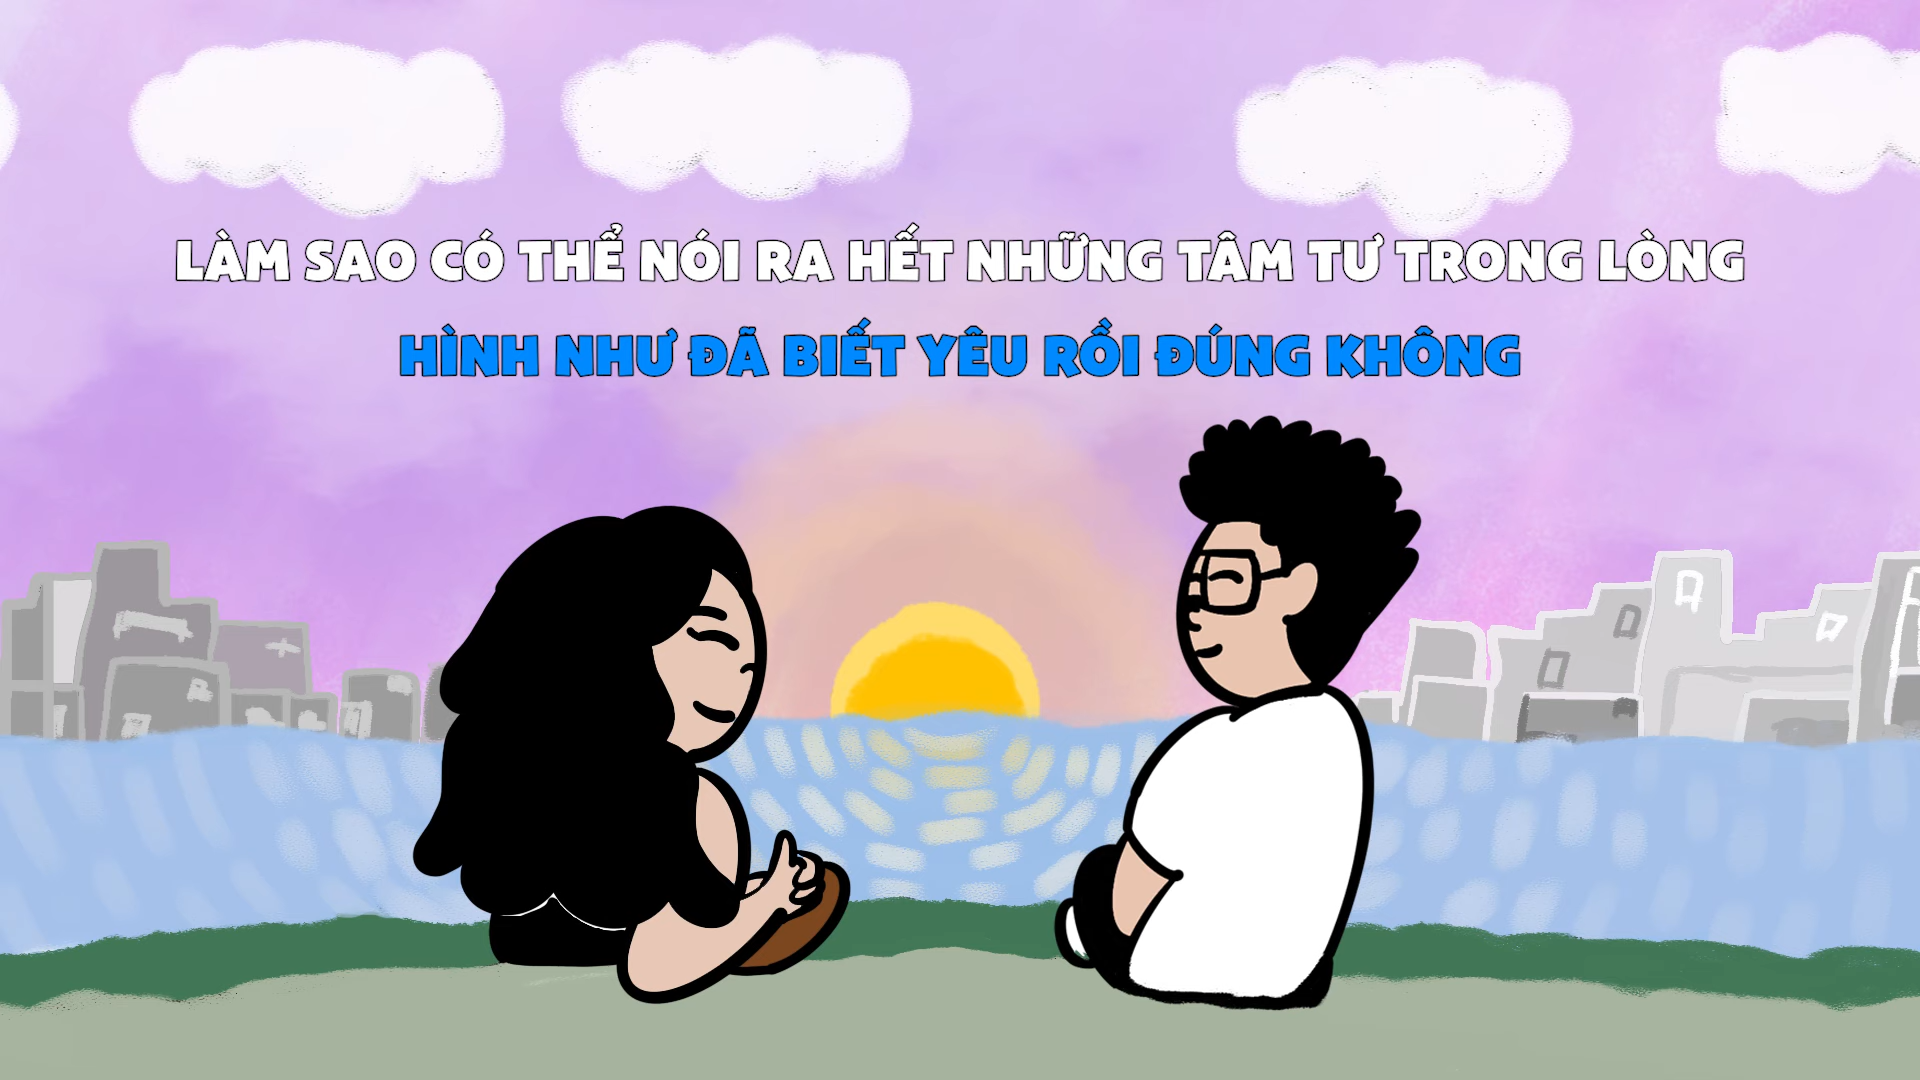 LÀM SAO CÓ THỂ NÓI RA HẾT NHỮNG TÂM TƯ TRONG LÒNG
HÌNH NHƯ ĐÃ BIẾT YÊU RỒI ĐÚNG KHÔNG